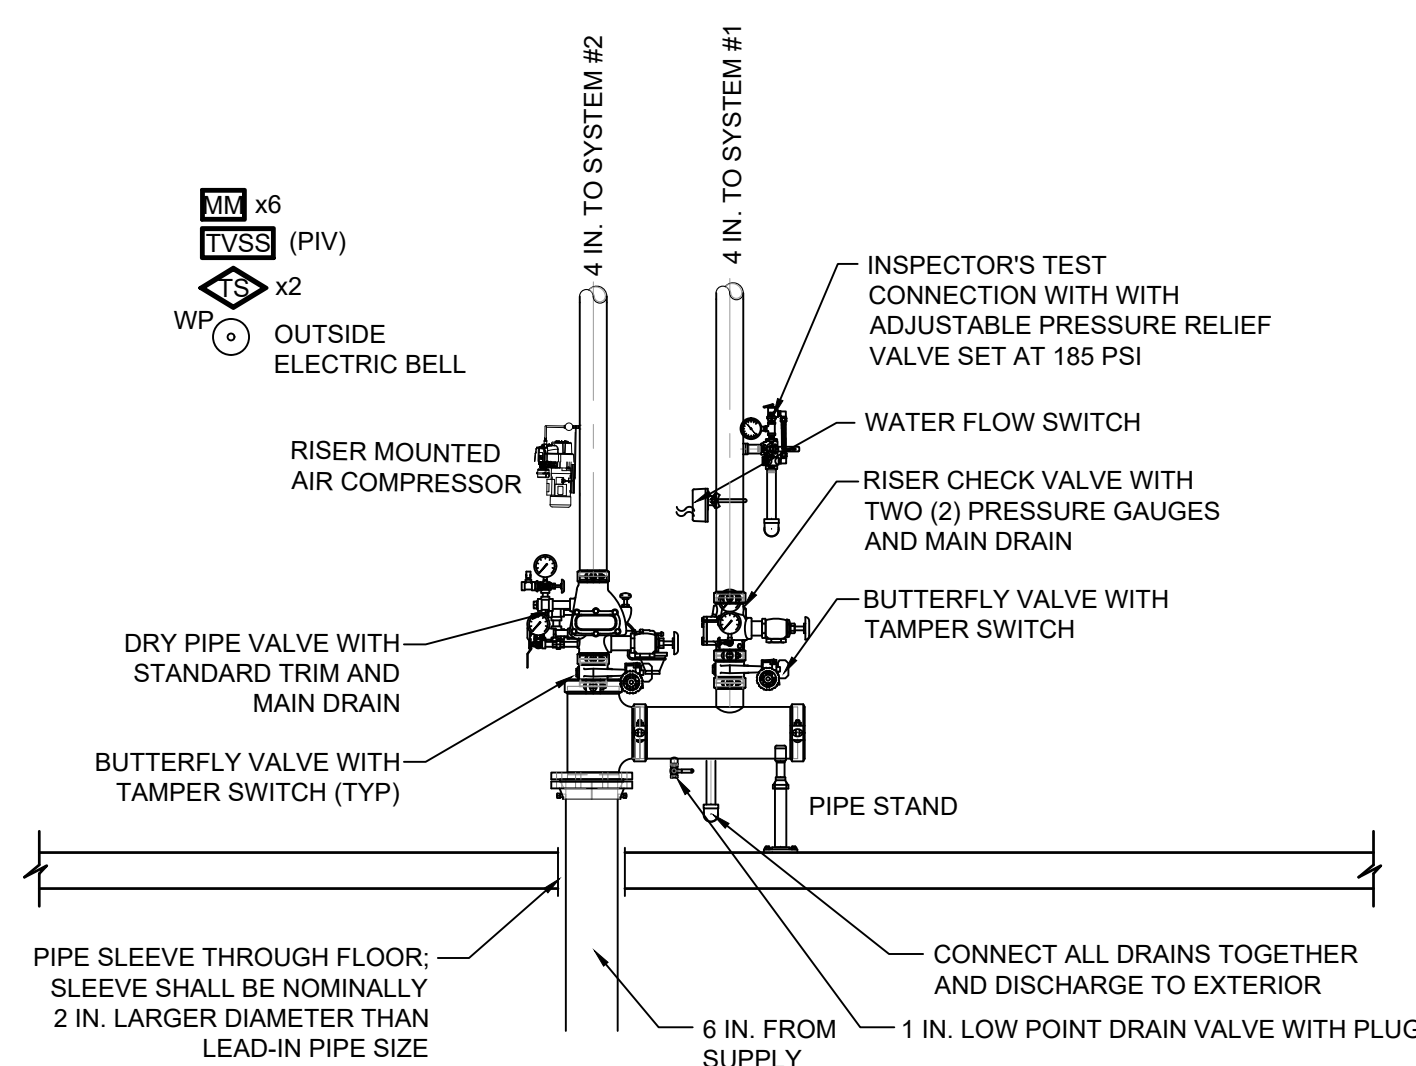 4 IN. TO SYSTEM #2
4 IN. TO SYSTEM #1
MM x6
TVSS (PIV)
TS x2
WP
OUTSIDE
ELECTRIC BELL
INSPECTOR'S TEST
CONNECTION WITH WITH
ADJUSTABLE PRESSURE RELIEF
VALVE SET AT 185 PSI
WATER FLOW SWITCH
RISER MOUNTED
AIR COMPRESSOR
RISER CHECK VALVE WITH
TWO (2) PRESSURE GAUGES
AND MAIN DRAIN
BUTTERFLY VALVE WITH
TAMPER SWITCH
DRY PIPE VALVE WITH
STANDARD TRIM AND
MAIN DRAIN
BUTTERFLY VALVE WITH
TAMPER SWITCH (TYP)
PIPE STAND
PIPE SLEEVE THROUGH FLOOR;
SLEEVE SHALL BE NOMINALLY
2 IN. LARGER DIAMETER THAN
LEAD-IN PIPE SIZE
CONNECT ALL DRAINS TOGETHER
AND DISCHARGE TO EXTERIOR
6 IN. FROM
SUPPLY
1 IN. LOW POINT DRAIN VALVE WITH PLUG